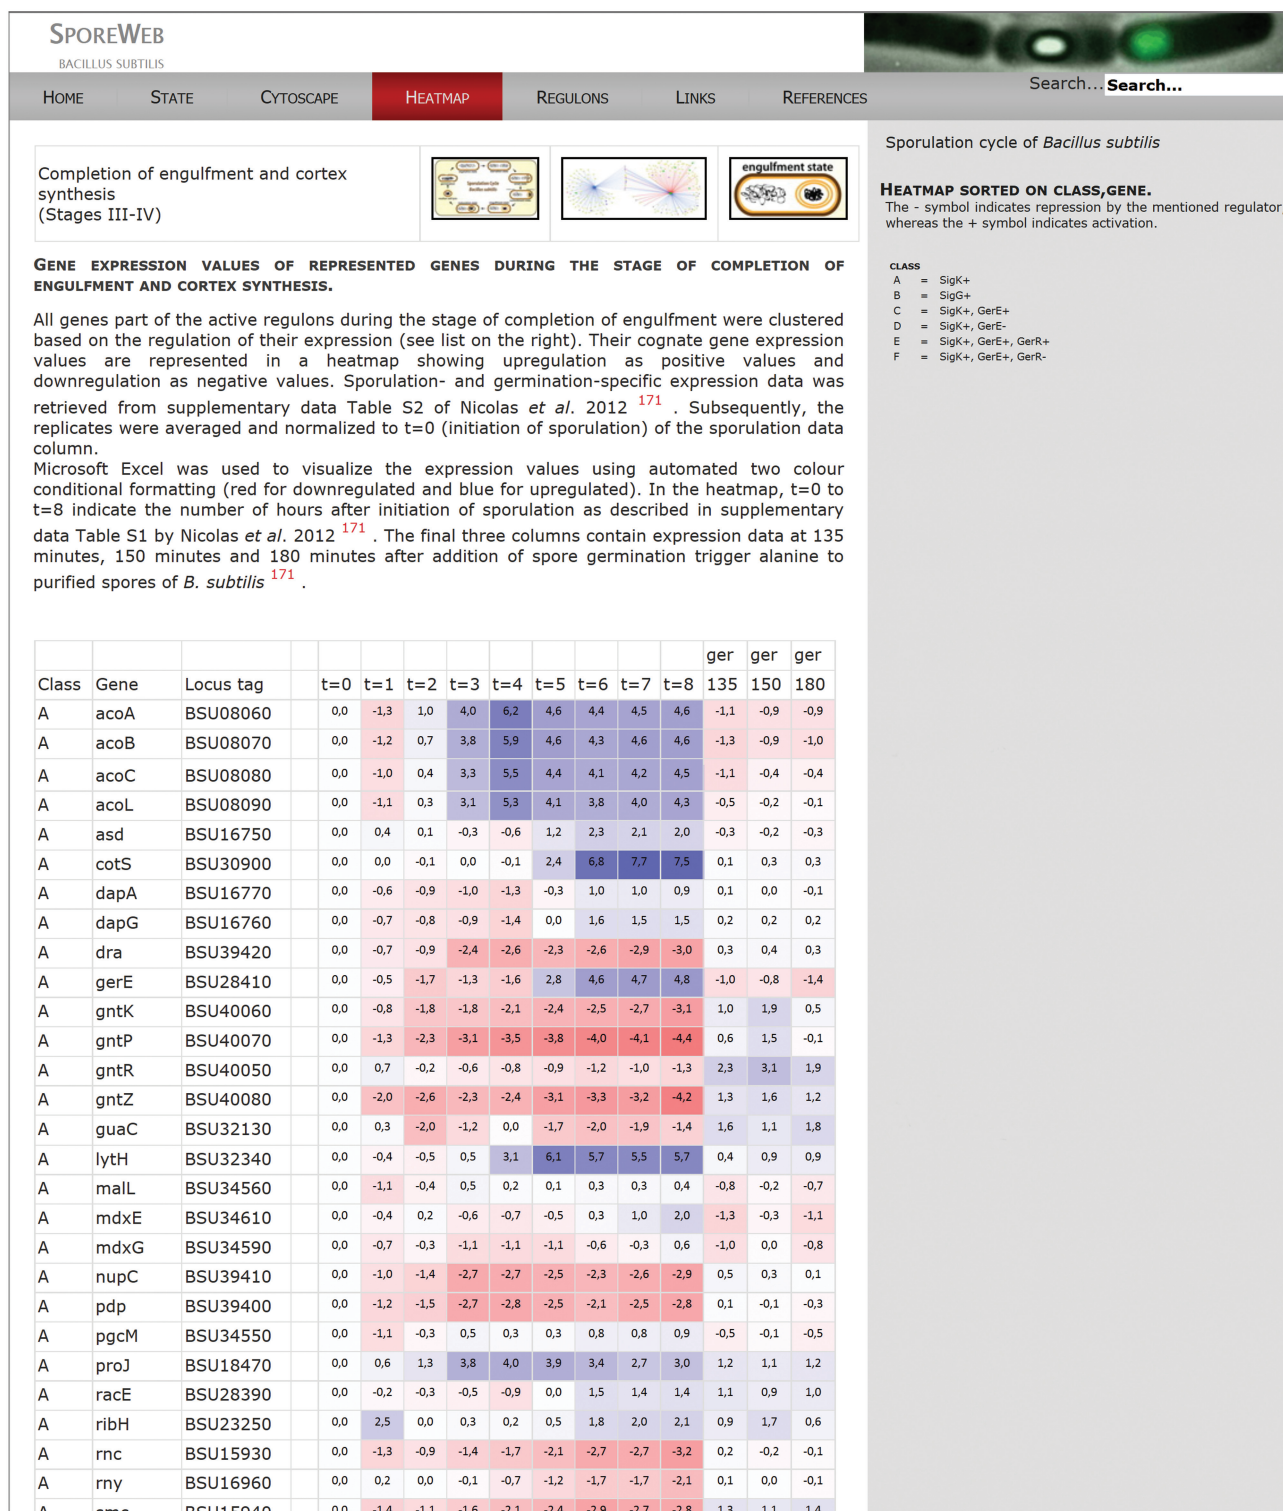 SPOREWEB
BACILLUS SUBTILIS
Search... Search...
HOME STATE CYTOSCAPE HEATMAP REGULONS LINKS REFERENCES
Completion of engulfment and cortex
synthesis
(Stages III-IV)
Sporulation Cycle
Bacillus subtilis
engulfment state
GENE EXPRESSION VALUES OF REPRESENTED GENES DURING THE STAGE OF COMPLETION OF
ENGULFMENT AND CORTEX SYNTHESIS.
All genes part of the active regulons during the stage of completion of engulfment were clustered
based on the regulation of their expression (see list on the right). Their cognate gene expression
values are represented in a heatmap showing upregulation as positive values and
downregulation as negative values. Sporulation- and germination-specific expression data was
retrieved from supplementary data Table S2 of Nicolas et al. 2012 171 . Subsequently, the
replicates were averaged and normalized to t=0 (initiation of sporulation) of the sporulation data
column.
Microsoft Excel was used to visualize the expression values using automated two colour
conditional formatting (red for downregulated and blue for upregulated). In the heatmap, t=0 to
t=8 indicate the number of hours after initiation of sporulation as described in supplementary
data Table S1 by Nicolas et al. 2012 171 . The final three columns contain expression data at 135
minutes, 150 minutes and 180 minutes after addition of spore germination trigger alanine to
purified spores of B. subtilis 171 .
Sporulation cycle of Bacillus subtilis
HEATMAP SORTED ON CLASS,GENE.
The - symbol indicates repression by the mentioned regulator,
whereas the + symbol indicates activation.
CLASS
A = SigK+
B = SigG+
C = SigK+, GerE+
D = SigK+, GerE-
E = SigK+, GerE+, GerR+
F = SigK+, GerE+, GerR-
ger ger ger
Class Gene Locus tag t=0 t=1 t=2 t=3 t=4 t=5 t=6 t=7 t=8 135 150 180
A acoA BSU08060 0,0 -1,3 1,0 4,0 6,2 4,6 4,4 4,5 4,6 -1,1 -0,9 -0,9
A acoB BSU08070 0,0 -1,2 0,7 3,8 5,9 4,6 4,3 4,6 4,6 -1,3 -0,9 -1,0
A acoC BSU08080 0,0 -1,0 0,4 3,3 5,5 4,4 4,1 4,2 4,5 -1,1 -0,4 -0,4
A acoL BSU08090 0,0 -1,1 0,3 3,1 5,3 4,1 3,8 4,0 4,3 -0,5 -0,2 -0,1
A asd BSU16750 0,0 0,4 0,1 -0,3 -0,6 1,2 2,3 2,1 2,0 -0,3 -0,2 -0,3
A cotS BSU30900 0,0 0,0 -0,1 0,0 -0,1 2,4 6,8 7,7 7,5 0,1 0,3 0,3
A dapA BSU16770 0,0 -0,6 -0,9 -1,0 -1,3 -0,3 1,0 1,0 0,9 0,1 0,0 -0,1
A dapG BSU16760 0,0 -0,7 -0,8 -0,9 -1,4 0,0 1,6 1,5 1,5 0,2 0,2 0,2
A dra BSU39420 0,0 -0,7 -0,9 -2,4 -2,6 -2,3 -2,6 -2,9 -3,0 0,3 0,4 0,3
A gerE BSU28410 0,0 -0,5 -1,7 -1,3 -1,6 2,8 4,6 4,7 4,8 -1,0 -0,8 -1,4
A gntK BSU40060 0,0 -0,8 -1,8 -1,8 -2,1 -2,4 -2,5 -2,7 -3,1 1,0 1,9 0,5
A gntP BSU40070 0,0 -1,3 -2,3 -3,1 -3,5 -3,8 -4,0 -4,1 -4,4 0,6 1,5 -0,1
A gntR BSU40050 0,0 0,7 -0,2 -0,6 -0,8 -0,9 -1,2 -1,0 -1,3 2,3 3,1 1,9
A gntZ BSU40080 0,0 -2,0 -2,6 -2,3 -2,4 -3,1 -3,3 -3,2 -4,2 1,3 1,6 1,2
A guaC BSU32130 0,0 0,3 -2,0 -1,2 0,0 -1,7 -2,0 -1,9 -1,4 1,6 1,1 1,8
A lytH BSU32340 0,0 -0,4 -0,5 0,5 3,1 6,1 5,7 5,5 5,7 0,4 0,9 0,9
A malL BSU34560 0,0 -1,1 -0,4 0,5 0,2 0,1 0,3 0,3 0,4 -0,8 -0,2 -0,7
A mdxE BSU34610 0,0 -0,4 0,2 -0,6 -0,7 -0,5 0,3 1,0 2,0 -1,3 -0,3 -1,1
A mdxG BSU34590 0,0 -0,7 -0,3 -1,1 -1,1 -1,1 -0,6 -0,3 0,6 -1,0 0,0 -0,8
A nupC BSU39410 0,0 -1,0 -1,4 -2,7 -2,7 -2,5 -2,3 -2,6 -2,9 0,5 0,3 0,1
A pdp BSU39400 0,0 -1,2 -1,5 -2,7 -2,8 -2,5 -2,1 -2,5 -2,8 0,1 -0,1 -0,3
A pgcM BSU34550 0,0 -1,1 -0,3 0,5 0,3 0,3 0,8 0,8 0,9 -0,5 -0,1 -0,5
A proJ BSU18470 0,0 0,6 1,3 3,8 4,0 3,9 3,4 2,7 3,0 1,2 1,1 1,2
A racE BSU28390 0,0 -0,2 -0,3 -0,5 -0,9 0,0 1,5 1,4 1,4 1,1 0,9 1,0
A ribH BSU23250 0,0 2,5 0,0 0,3 0,2 0,5 1,8 2,0 2,1 0,9 1,7 0,6
A rnc BSU15930 0,0 -1,3 -0,9 -1,4 -1,7 -2,1 -2,7 -2,7 -3,2 0,2 -0,2 -0,1
A rny BSU16960 0,0 0,2 0,0 -0,1 -0,7 -1,2 -1,7 -1,7 -2,1 0,1 0,0 -0,1
A smc BSU15940 0,0 -1,4 -1,1 -1,6 -2,1 -2,4 -2,9 -2,7 -2,8 1,3 1,1 1,4